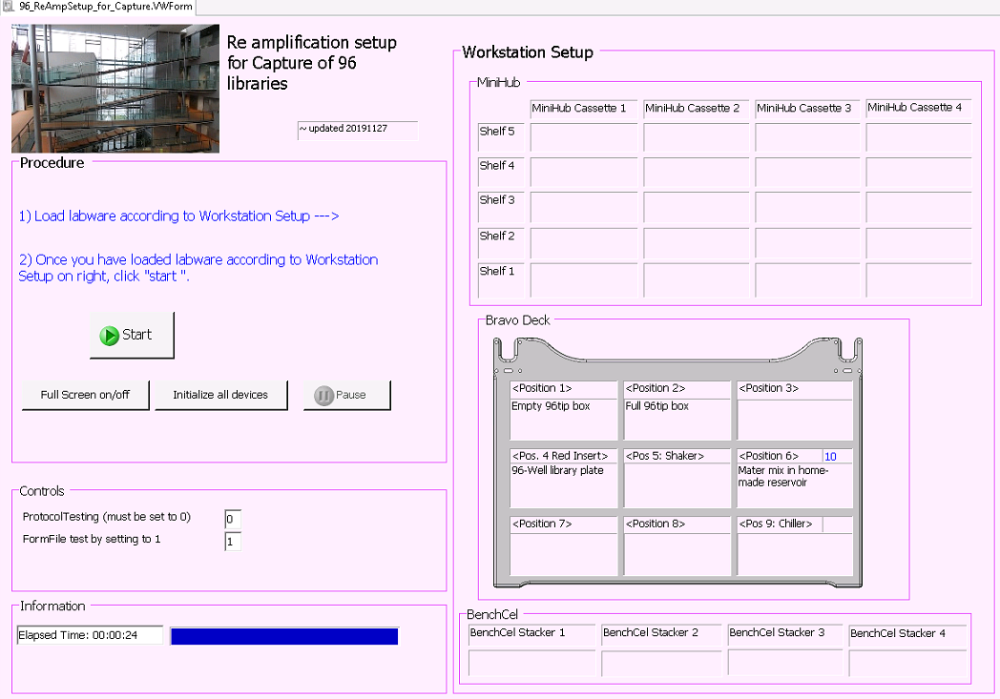 96_ReAmpSetup_for_Capture.VWForm
Re amplification setup
for Capture of 96
libraries
~ updated 20191127
Procedure
1) Load labware according to Workstation Setup --->
2) Once you have loaded labware according to Workstation
Setup on right, click "start ".
Start
Full Screen on/off
Initialize all devices
Pause
Controls
ProtocolTesting (must be set to 0)
0
FormFile test by setting to 1
1
Information
Elapsed Time: 00:00:24
Workstation Setup
MiniHub
MiniHub Cassette 1
MiniHub Cassette 2
MiniHub Cassette 3
MiniHub Cassette 4
Shelf 5
Shelf 4
Shelf 3
Shelf 2
Shelf 1
Bravo Deck
<Position 1>
Empty 96tip box
<Position 2>
Full 96tip box
<Position 3>
<Pos. 4 Red Insert>
96-Well library plate
<Pos 5: Shaker>
<Position 6>
10
Mater mix in home-
made reservoir
<Position 7>
<Position 8>
<Pos 9: Chiller>
BenchCel
BenchCel Stacker 1
BenchCel Stacker 2
BenchCel Stacker 3
BenchCel Stacker 4